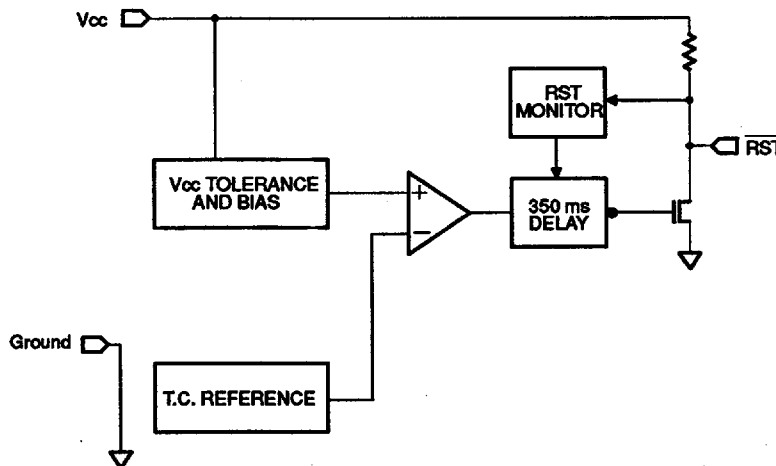 Vcc
RST
MONITOR
RST
Vcc TOLERANCE
AND BIAS
+
−
350 ms
DELAY
Ground
T.C. REFERENCE